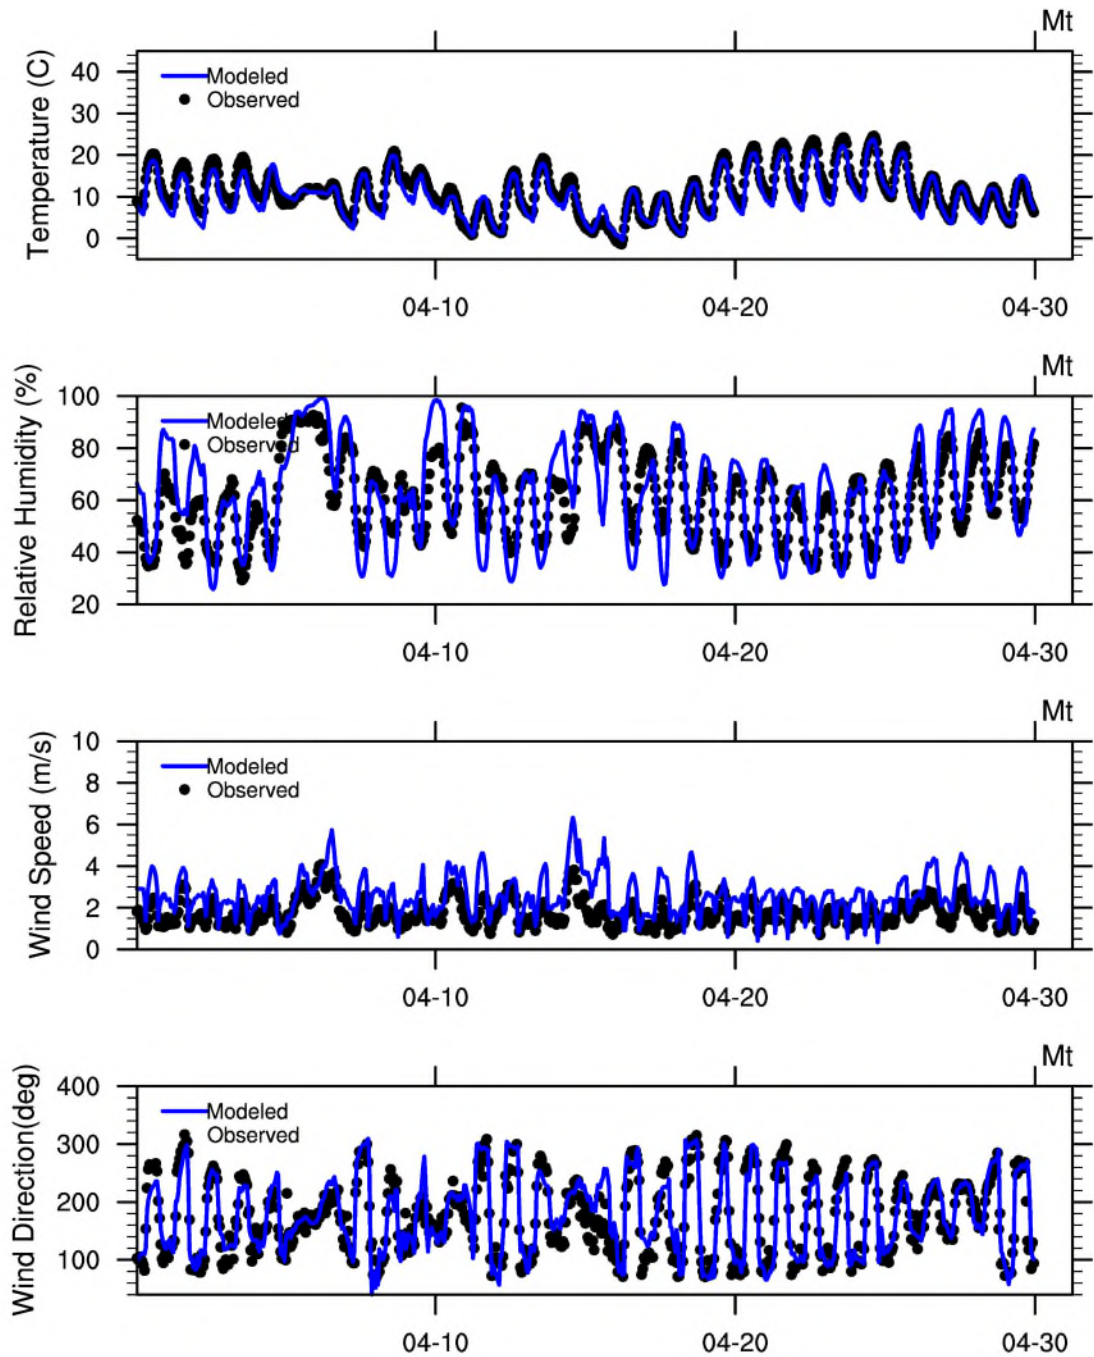 Mt
Temperature (C)
40
30
20
10
0
Modeled
Observed
04-10
04-20
04-30
Mt
Relative Humidity (%)
100
80
60
40
20
Modeled
Observed
04-10
04-20
04-30
Mt
Wind Speed (m/s)
10
8
6
4
2
0
Modeled
Observed
04-10
04-20
04-30
Mt
Wind Direction(deg)
400
300
200
100
Modeled
Observed
04-10
04-20
04-30